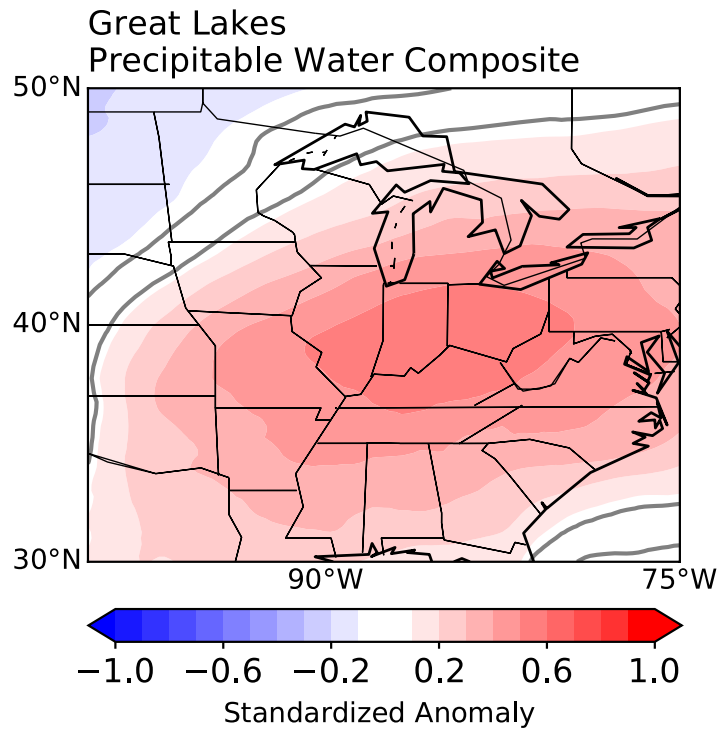 Great Lakes
Precipitable Water Composite
50°N
40°N
30°N
90°W 75°W
−1.0 −0.6 −0.2 0.2 0.6 1.0
Standardized Anomaly